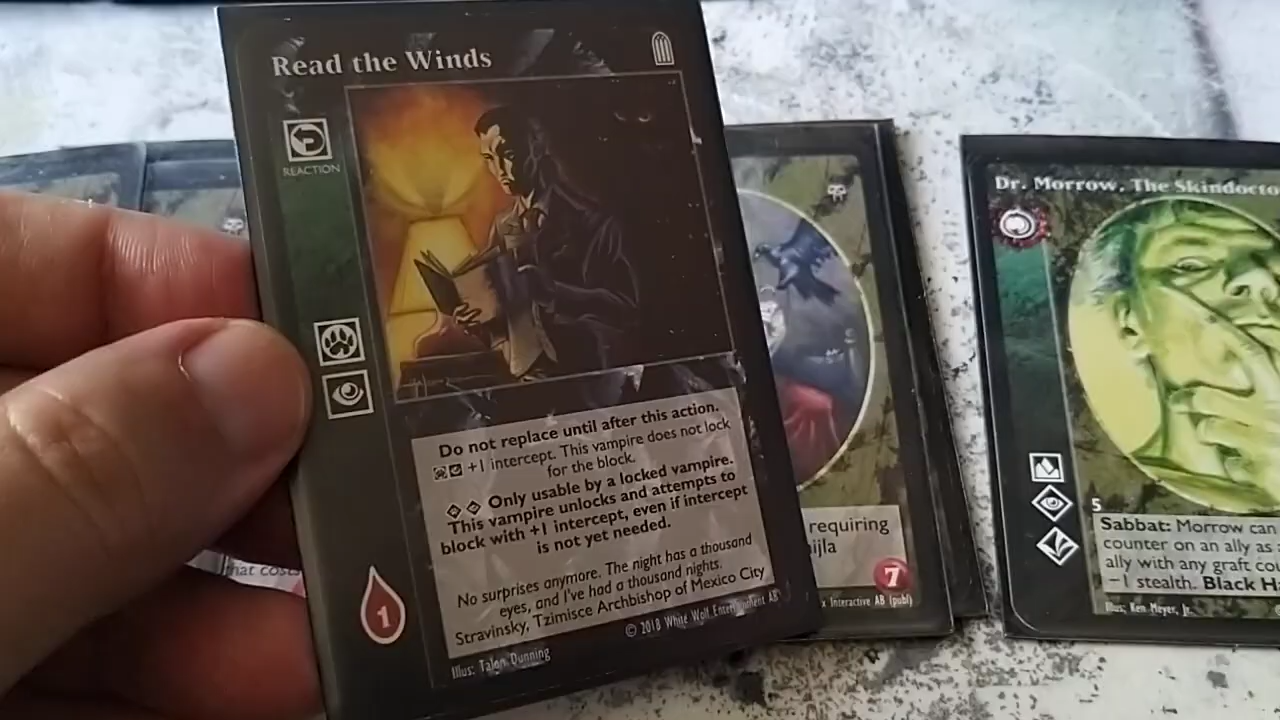 Read the Winds
REACTION
Do not replace until after this action.
+1 intercept. This vampire does not lock
for the block.
Only usable by a locked vampire.
This vampire unlocks and attempts to
block with +1 intercept, even if intercept
is not yet needed.
No surprises anymore. The night has a thousand
eyes, and I've had a thousand nights.
Stravinsky, Tzimisce Archbishop of Mexico City
1
© 2018 White Wolf Entertainment AB
Illus: Talon Dunning
that costs
requiring
7
Interactive AB (publ)
Dr. Morrow, The Skindocto
5
Sabbat: Morrow can
counter on an ally as
ally with any graft cou
-1 stealth. Black H
Illus: Ken Meyer, Jr.